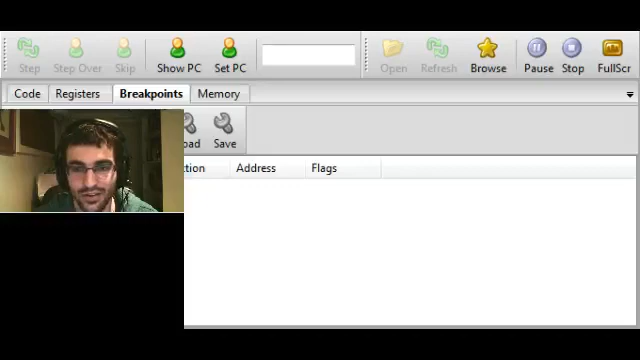 Step Step Over Skip Show PC Set PC Open Refresh Browse Pause Stop FullScr
Code Registers Breakpoints Memory
oad Save
tion Address Flags